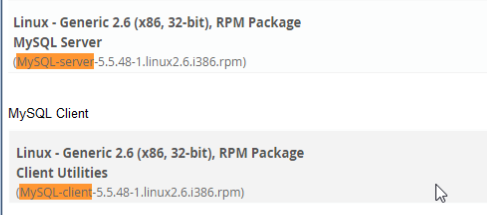 Linux - Generic 2.6 (x86, 32-bit), RPM Package
MySQL Server
(MySQL-server-5.5.48-1.linux2.6.i386.rpm)
MySQL Client
Linux - Generic 2.6 (x86, 32-bit), RPM Package
Client Utilities
(MySQL-client-5.5.48-1.linux2.6.i386.rpm)